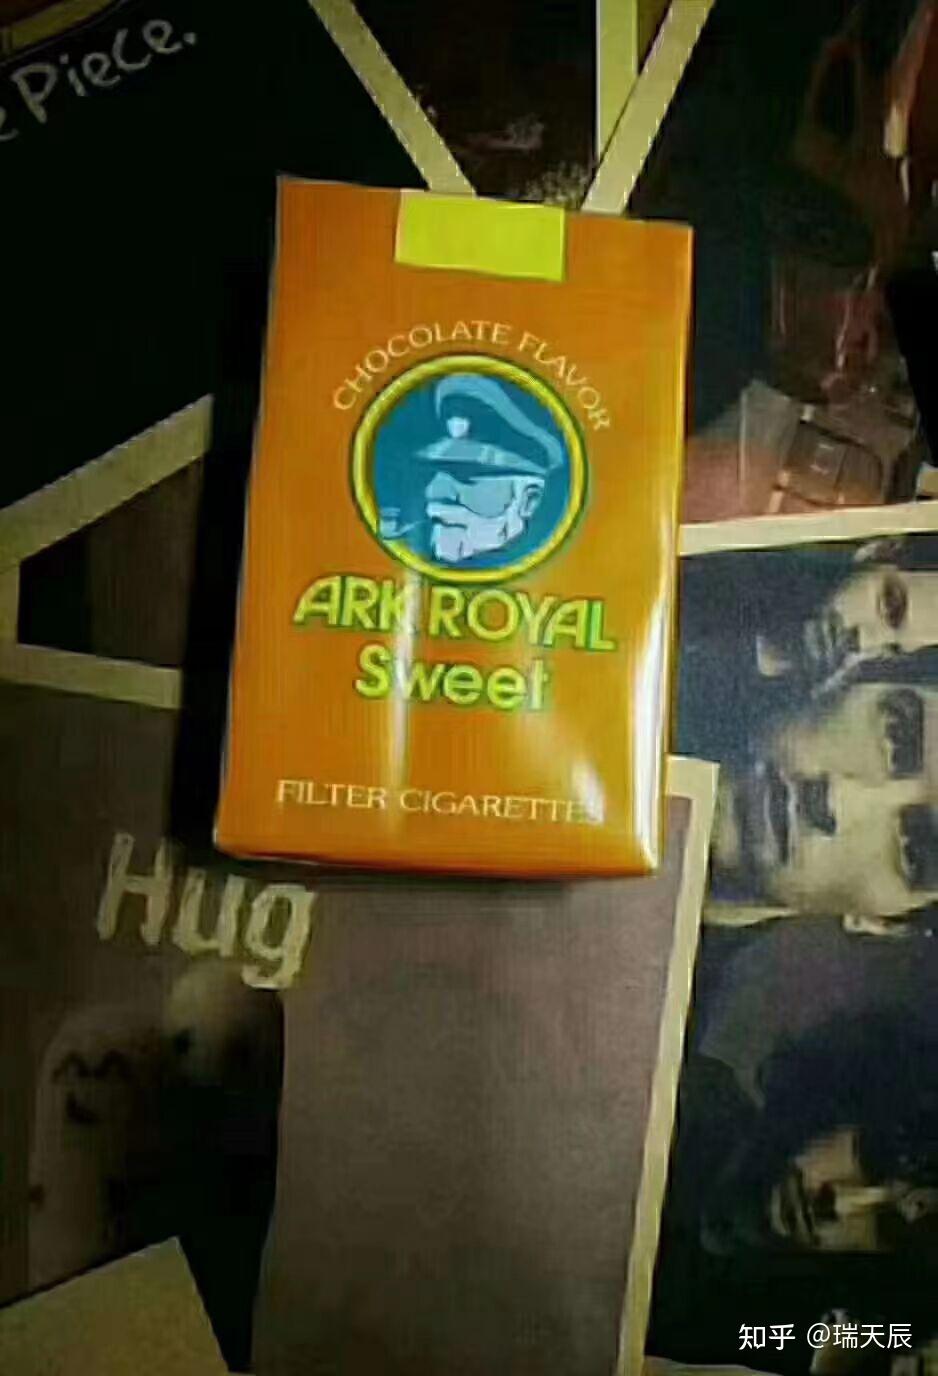 Piece.
CHOCOLATE FLAVOR
ARK ROYAL
Sweet
FILTER CIGARETTES
Hug
知乎 @瑞天辰